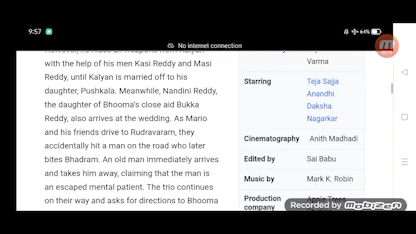 9:57
64%
No internet connection
with the help of his men Kasi Reddy and Masi
Reddy, until Kalyan is married off to his
daughter, Pushkala. Meanwhile, Nandini Reddy,
the daughter of Bhooma's close aid Bukka
Reddy, also arrives at the wedding. As Mario
and his friends drive to Rudravaram, they
accidentally hit a man on the road who later
bites Bhadram. An old man immediately arrives
and takes him away, claiming that the man is
an escaped mental patient. The trio continues
on their way and asks for directions to Bhooma
Varma
Starring
Teja Sajja
Anandhi
Daksha
Nagarkar
Cinematography Anith Madhadi
Edited by Sai Babu
Music by Mark K. Robin
Production
company
Recorded by Mobizen